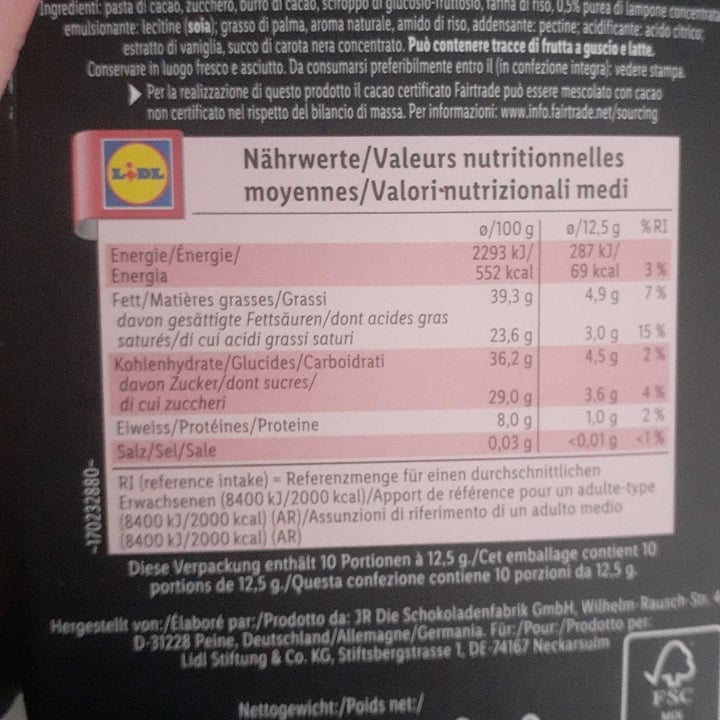 Ingredienti: pasta di cacao, zucchero, burro di cacao, sciroppo di glucosio-fruttosio, farina di riso, 0,5% purea di lampone
emulsionante: lecitine (soia); grasso di palma, aroma naturale, amido di riso, addensante: pectine; acidificante: acido citrico;
estratto di vaniglia, succo di carota nera concentrato. Può contenere tracce di frutta a guscio e latte.
Conservare in luogo fresco e asciutto. Da consumarsi preferibilmente entro il (in confezione integra): vedere stampa.
Per la realizzazione di questo prodotto il cacao certificato Fairtrade può essere mescolato con cacao
non certificato nel rispetto del bilancio di massa. Per informazioni: www.info.fairtrade.net/sourcing
LIDL
Nährwerte/Valeurs nutritionnelles
moyennes/Valori nutrizionali medi
ø/100 g ø/12,5 g %RI
Energie/Énergie/ 2293 kJ/ 287 kJ/
Energia 552 kcal 69 kcal 3 %
Fett/Matières grasses/Grassi 39,3 g 4,9 g 7 %
davon gesättigte Fettsäuren/dont acides gras
saturés/di cui acidi grassi saturi 23,6 g 3,0 g 15 %
Kohlenhydrate/Glucides/Carboidrati 36,2 g 4,5 g 2 %
davon Zucker/dont sucres/
di cui zuccheri 29,0 g 3,6 g 4 %
Eiweiss/Protéines/Proteine 8,0 g 1,0 g 2 %
Salz/Sel/Sale 0,03 g <0,01 g <1 %
RI (reference intake) = Referenzmenge für einen durchschnittlichen
Erwachsenen (8400 kJ/2000 kcal)/Apport de référence pour un adulte-type
(8400 kJ/2000 kcal) (AR)/Assunzioni di riferimento di un adulto medio
(8400 kJ/2000 kcal) (AR)
-170232880-
Diese Verpackung enthält 10 Portionen à 12,5 g./Cet emballage contient 10
portions de 12,5 g./Questa confezione contiene 10 porzioni da 12,5 g.
Hergestellt von:/Élaboré par:/Prodotto da: JR Die Schokoladenfabrik GmbH, Wilhelm-Rausch-Str. 4
D-31228 Peine, Deutschland/Allemagne/Germania. Für:/Pour:/Prodotto per:
Lidl Stiftung & Co. KG, Stiftsbergstrasse 1, DE-74167 Neckarsulm
FSC
Nettogewicht:/Poids net:/